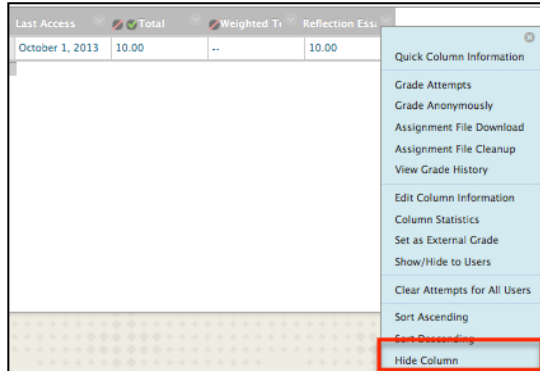 Last Access Total Weighted T Reflection Ess
October 1, 2013 10.00 -- 10.00
Quick Column Information
Grade Attempts
Grade Anonymously
Assignment File Download
Assignment File Cleanup
View Grade History
Edit Column Information
Column Statistics
Set as External Grade
Show/Hide to Users
Clear Attempts for All Users
Sort Ascending
Sort Descending
Hide Column